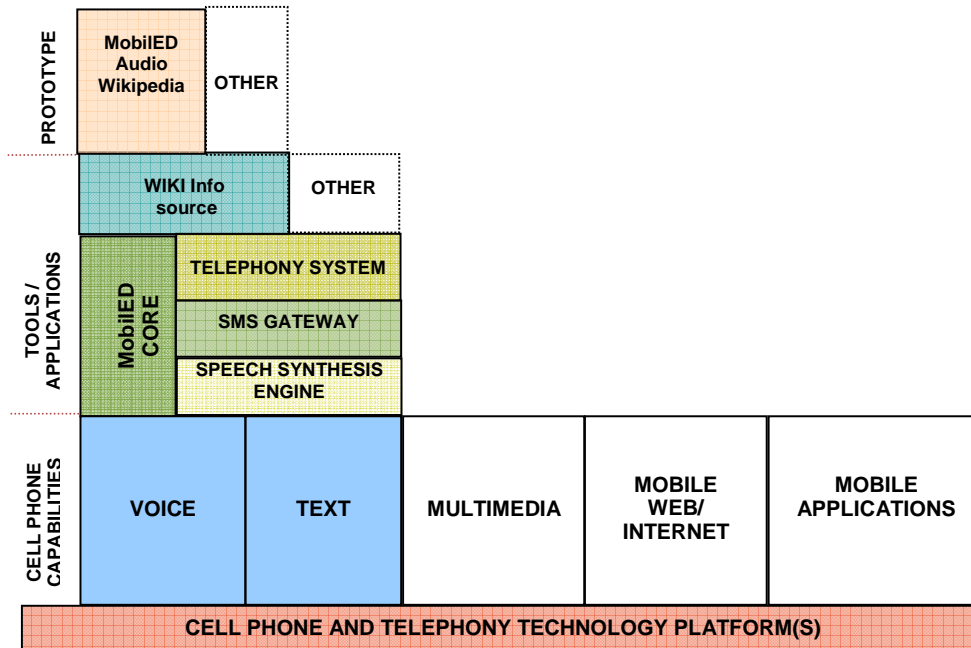 PROTOTYPE
MobilED
Audio
Wikipedia
OTHER
TOOLS /
APPLICATIONS
WIKI Info
source
OTHER
MobilED
CORE
TELEPHONY SYSTEM
SMS GATEWAY
SPEECH SYNTHESIS
ENGINE
CELL PHONE
CAPABILITIES
VOICE
TEXT
MULTIMEDIA
MOBILE
WEB/
INTERNET
MOBILE
APPLICATIONS
CELL PHONE AND TELEPHONY TECHNOLOGY PLATFORM(S)